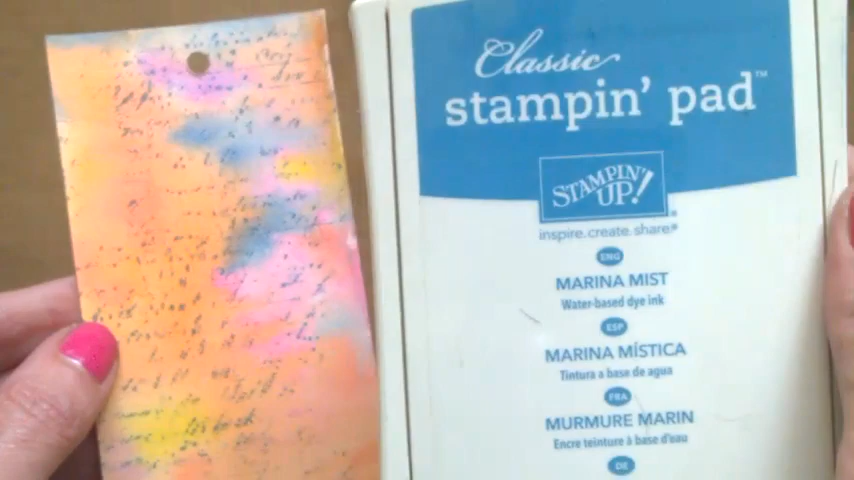 Classic
stampin' pad™
STAMPIN' UP!®
inspire.create.share®
ENG
MARINA MIST
Water-based dye ink
ESP
MARINA MÍSTICA
Tintura a base de agua
FRA
MURMURE MARIN
Encre teinture à base d'eau
DE